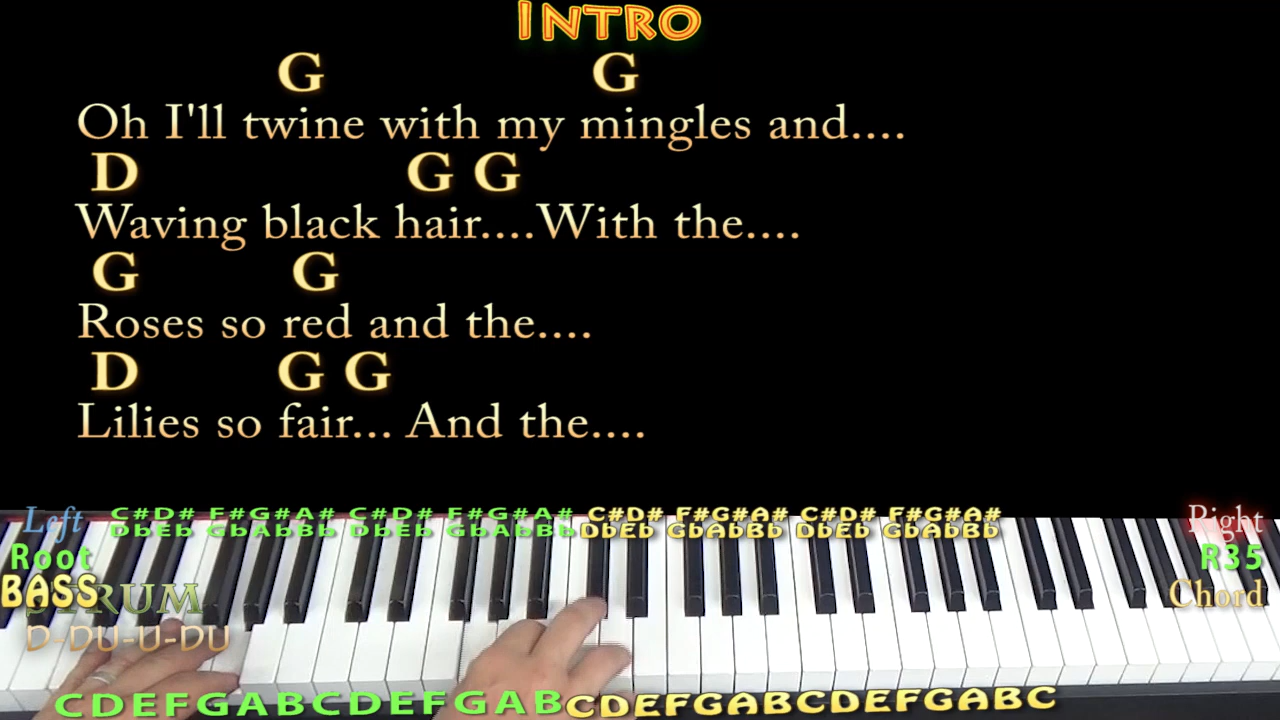 INTRO
G G
Oh I'll twine with my mingles and....
D G G
Waving black hair....With the....
G G
Roses so red and the....
D G G
Lilies so fair... And the....
Left C#D# F#G#A# C#D# F#G#A# C#D# F#G#A# C#D# F#G#A# Right
DbEb GbAbBb DbEb GbAbBb DbEb GbAbBb DbEb GbAbBb
Root R35
BASS Chord
D-DU-U-DU
CDEFGABCDEFGABCDEFGABCDEFGABC